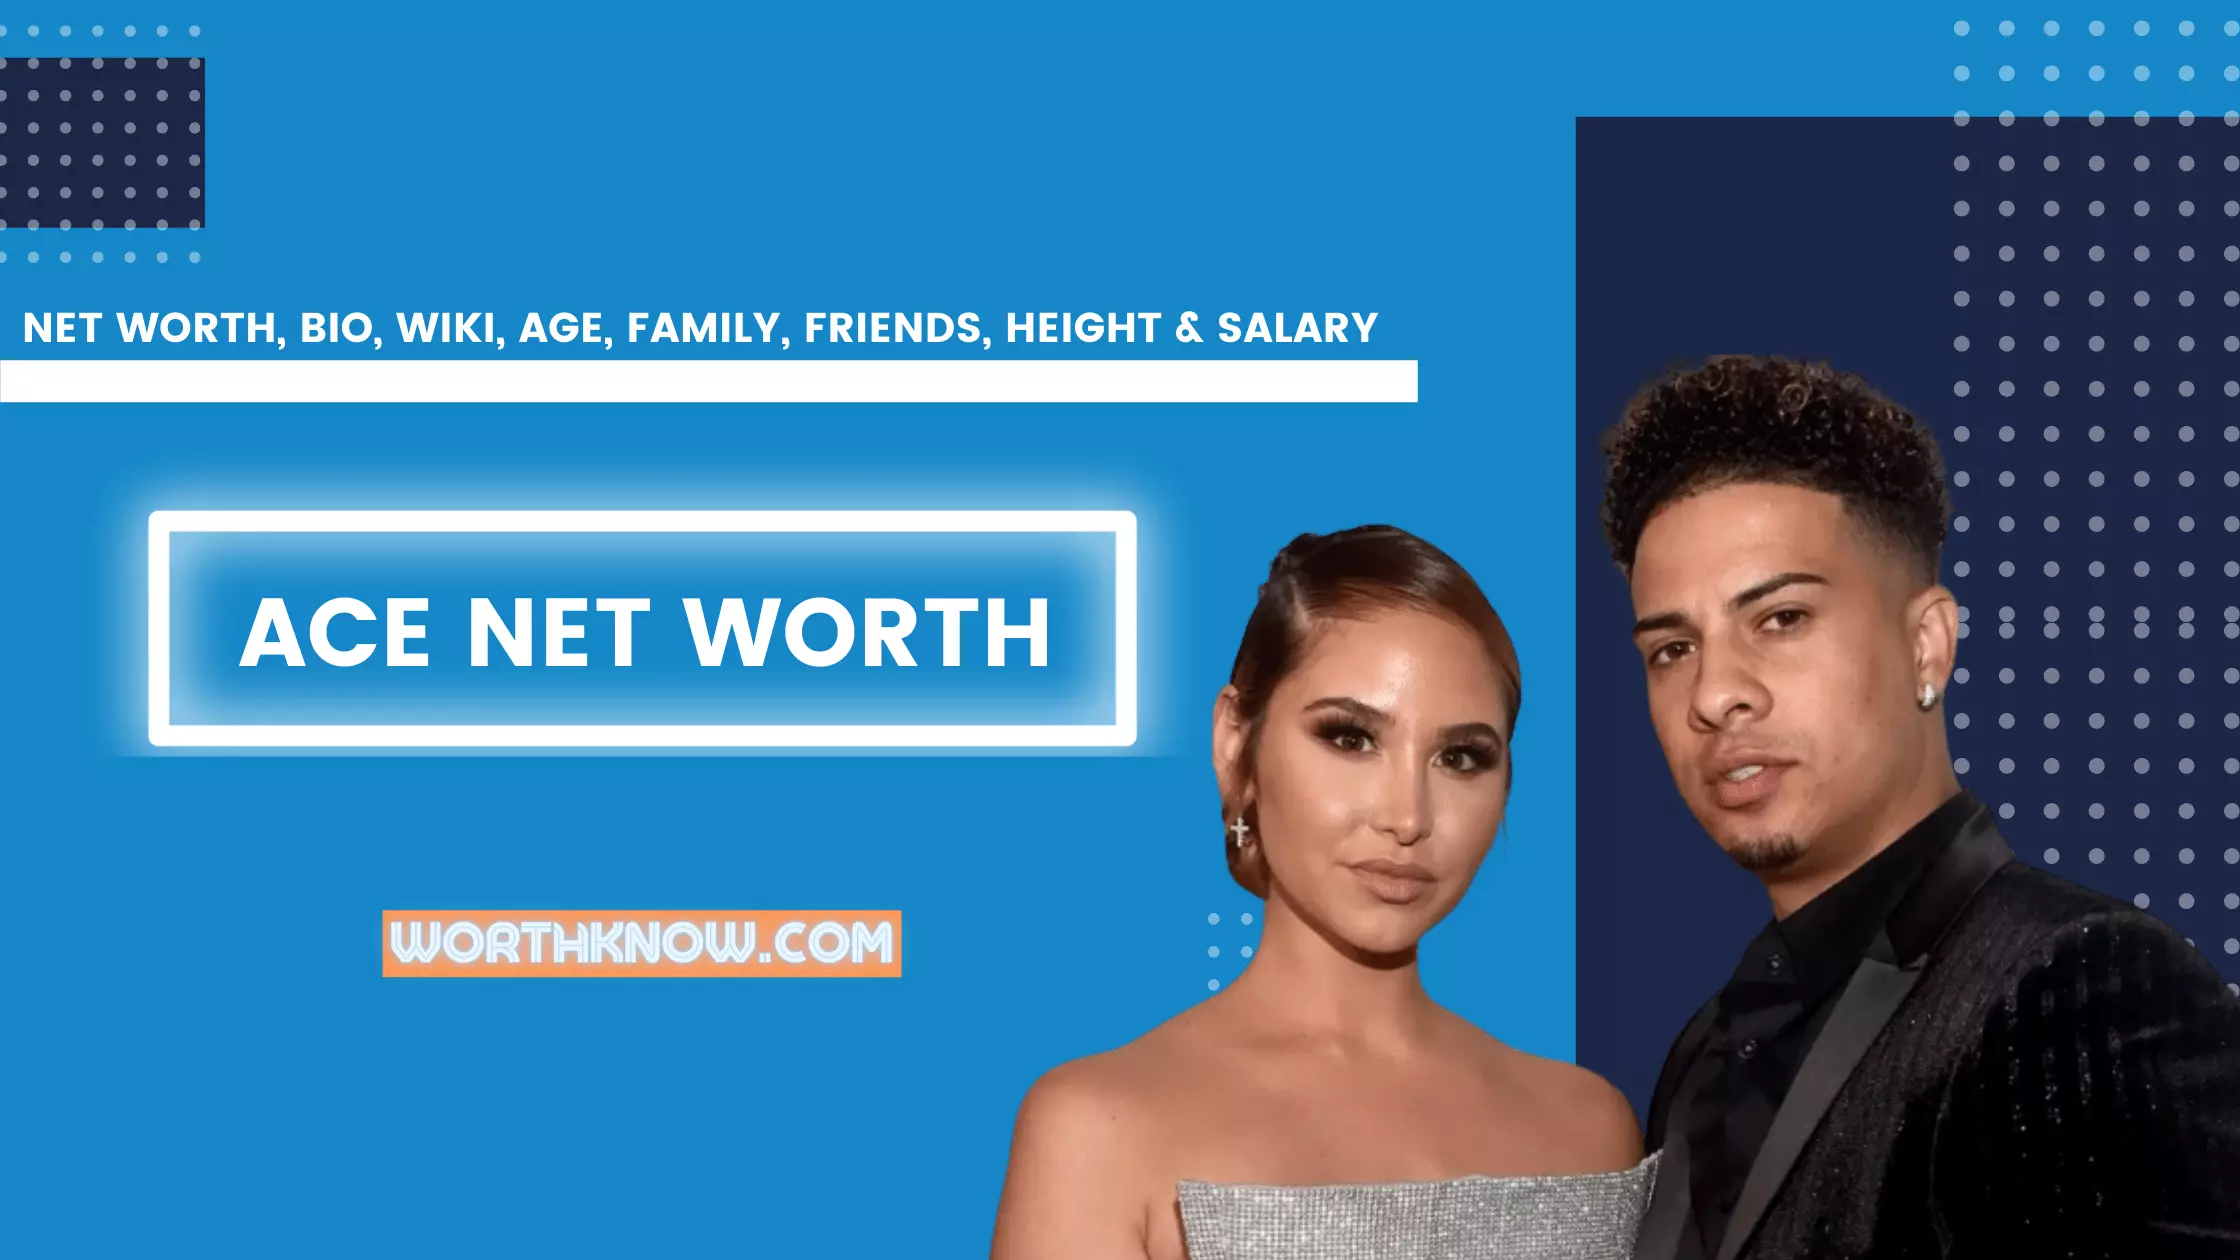 NET WORTH, BIO, WIKI, AGE, FAMILY, FRIENDS, HEIGHT & SALARY
ACE NET WORTH
WORTHKNOW.COM